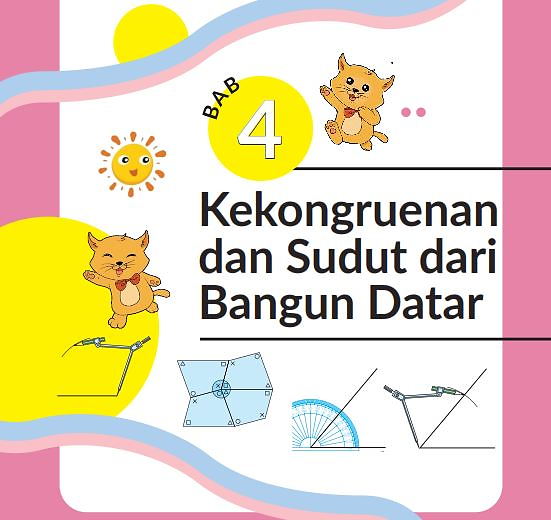 BAB
4
Kekongruenan
dan Sudut dari
Bangun Datar